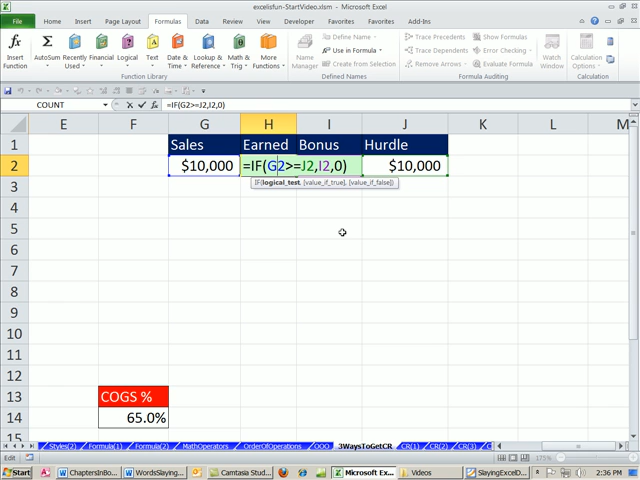 excelisfun-StartVideo.xlsm - Microsoft Excel
File Home Insert Page Layout Formulas Data Review View Developer Add-Ins
fx Σ
Insert Function AutoSum Recently Used Financial Logical Text Date & Time Lookup & Reference Math & Trig More Functions Name Manager Define Name Use in Formula Create from Selection Trace Precedents Trace Dependents Remove Arrows Show Formulas Error Checking Evaluate Formula Watch Window Calculation Options
Function Library Defined Names Formula Auditing Calculation
COUNT fx =IF(G2>=J2,I2,0)
E F G H I J K L M
1 Sales Earned Bonus Hurdle
2 $10,000 =IF(G2>=J2,I2,0) $10,000
IF(logical_test, [value_if_true], [value_if_false])
3
4
5
6
7
8
9
10
11
12
13 COGS %
14 65.0%
15
Styles(2) Formula(1) Formula(2) MathOperators OrderOfOperations OOO 3WaysToGetCR CR(1) CR(2)
Edit 175%
Start ChaptersInBo... WordsSlaying... Camtasia Stud... Microsoft Ex... Videos SlayingExcelD... 2:36 PM